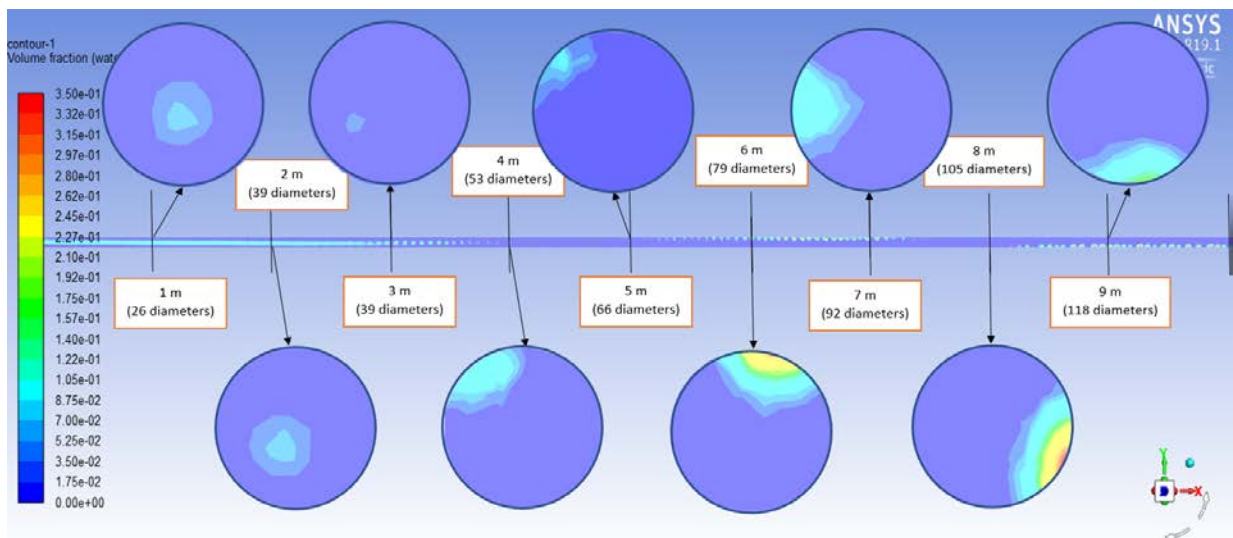 contour-1
Volume fraction (wate
3.50e-01
3.32e-01
3.15e-01
2.97e-01
2.80e-01
2.62e-01
2.45e-01
2.27e-01
2.10e-01
1.92e-01
1.75e-01
1.57e-01
1.40e-01
1.22e-01
1.05e-01
8.75e-02
7.00e-02
5.25e-02
3.50e-02
1.75e-02
0.00e+00
ANSYS
R19.1
1 m
(26 diameters)
2 m
(39 diameters)
3 m
(39 diameters)
4 m
(53 diameters)
5 m
(66 diameters)
6 m
(79 diameters)
7 m
(92 diameters)
8 m
(105 diameters)
9 m
(118 diameters)
Y
X